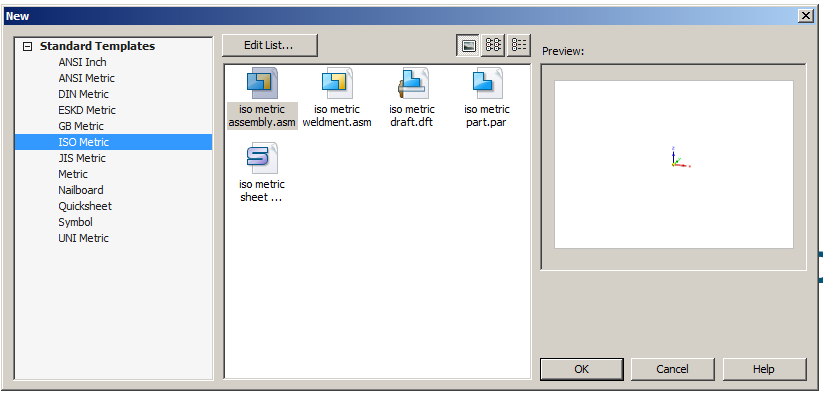 New
Standard Templates
ANSI Inch
ANSI Metric
DIN Metric
ESKD Metric
GB Metric
ISO Metric
JIS Metric
Metric
Nailboard
Quicksheet
Symbol
UNI Metric
Edit List...
iso metric
assembly.asm
iso metric
weldment.asm
iso metric
draft.dft
iso metric
part.par
iso metric
sheet ...
Preview:
OK
Cancel
Help